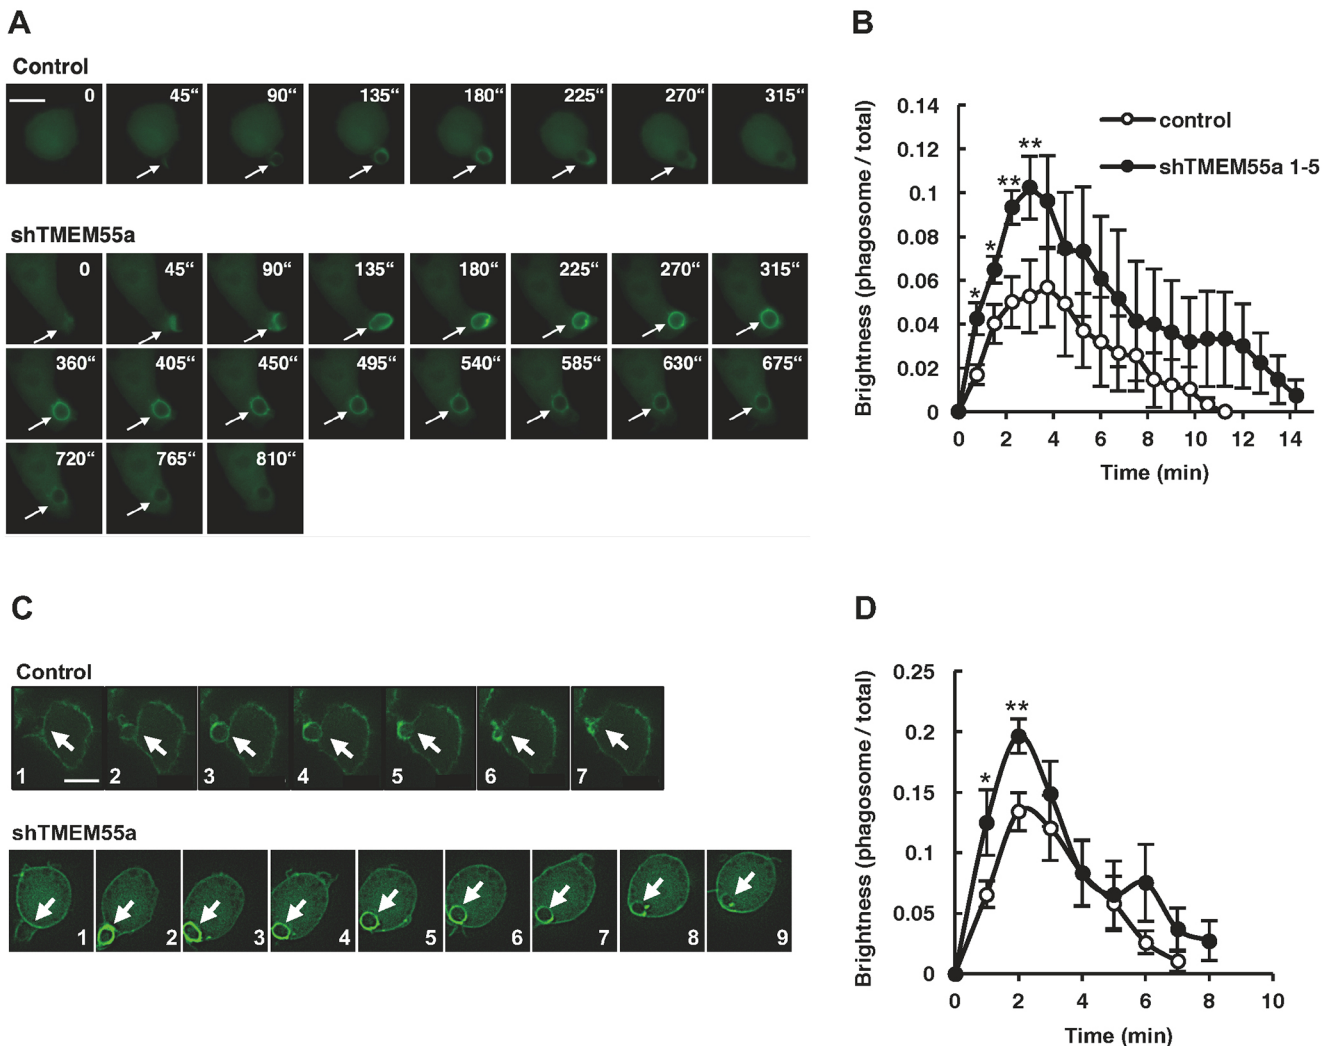 A
Control
0 45“ 90“ 135“ 180“ 225“ 270“ 315“
shTMEM55a
0 45“ 90“ 135“ 180“ 225“ 270“ 315“
360“ 405“ 450“ 495“ 540“ 585“ 630“ 675“
720“ 765“ 810“
B
Brightness (phagosome / total)
0.14
0.12
0.1
0.08
0.06
0.04
0.02
0
* * ** **
control
shTMEM55a 1-5
0 2 4 6 8 10 12 14
Time (min)
C
Control
1 2 3 4 5 6 7
shTMEM55a
1 2 3 4 5 6 7 8 9
D
Brightness (phagosome / total)
0.25
0.2
0.15
0.1
0.05
0
* **
0 2 4 6 8 10
Time (min)